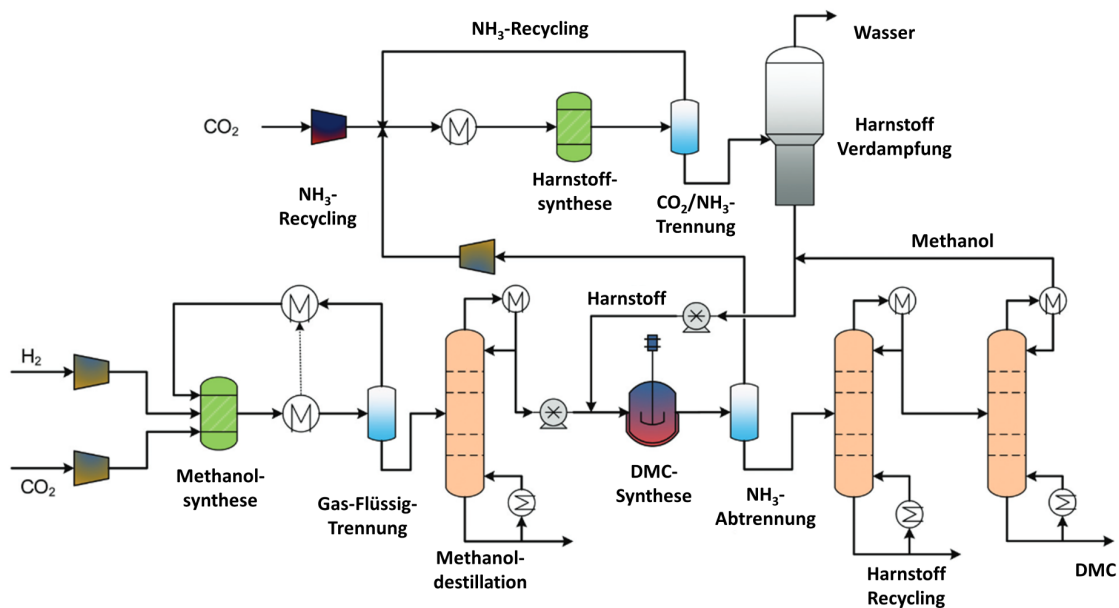 NH₃-Recycling
Wasser
CO₂
Harnstoff
Verdampfung
Harnstoff-
synthese
NH₃-
Recycling
CO₂/NH₃-
Trennung
Methanol
Harnstoff
H₂
CO₂
Methanol-
synthese
Gas-Flüssig-
Trennung
DMC-
Synthese
NH₃-
Abtrennung
Methanol-
destillation
Harnstoff
Recycling
DMC